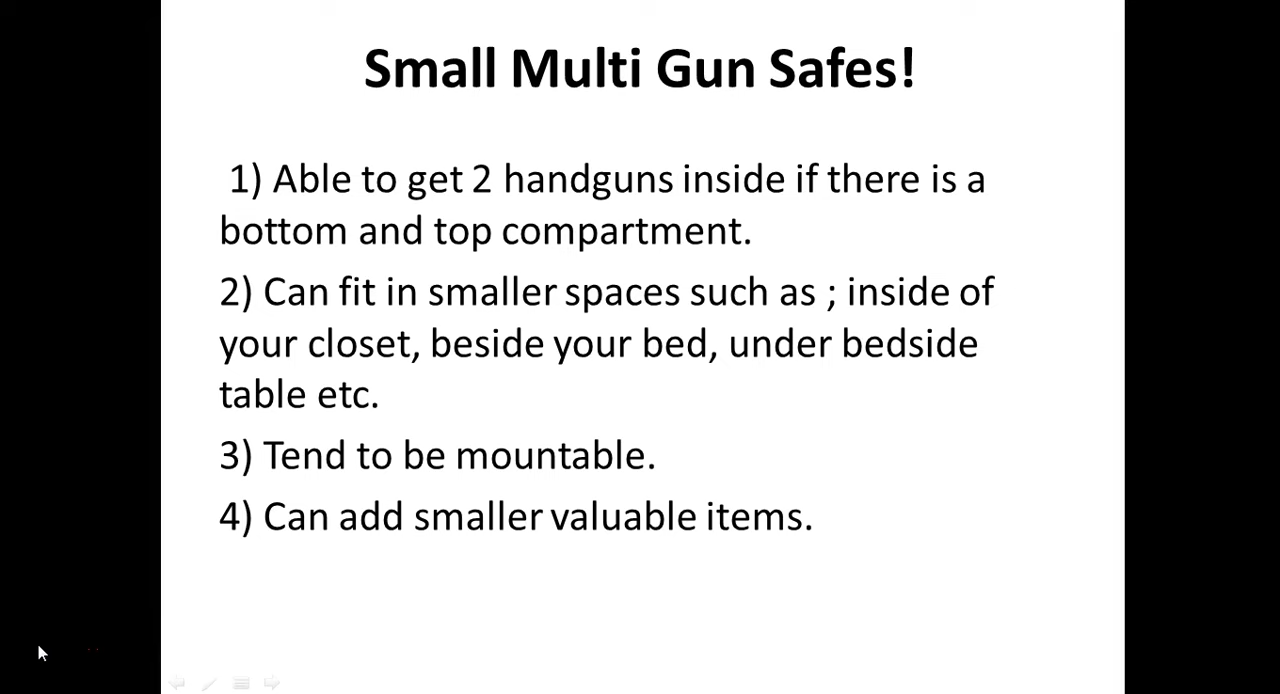 Small Multi Gun Safes!
1) Able to get 2 handguns inside if there is a
bottom and top compartment.
2) Can fit in smaller spaces such as ; inside of
your closet, beside your bed, under bedside
table etc.
3) Tend to be mountable.
4) Can add smaller valuable items.